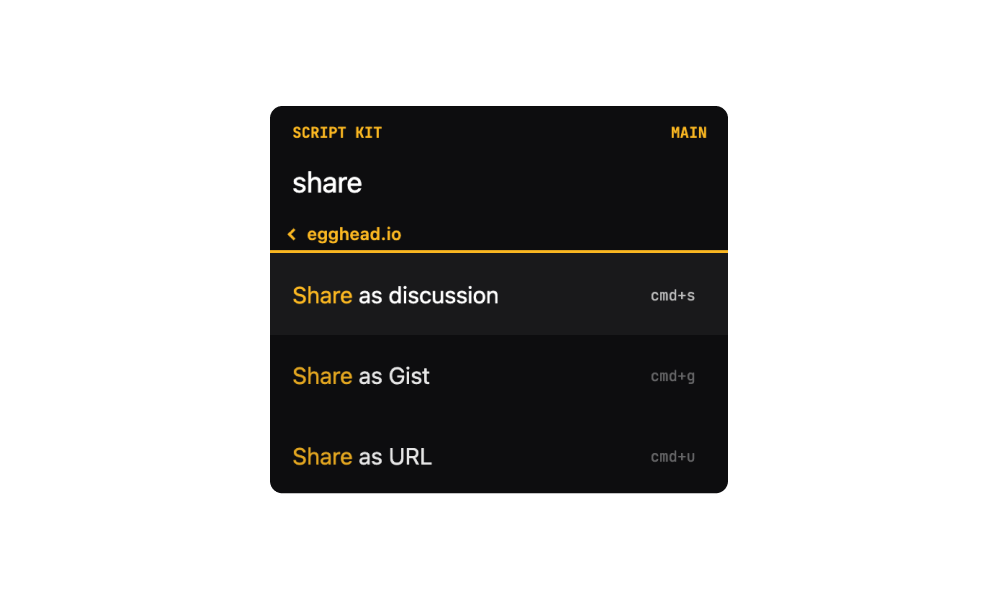 SCRIPT KIT MAIN
share
< egghead.io
Share as discussion cmd+s
Share as Gist cmd+g
Share as URL cmd+u